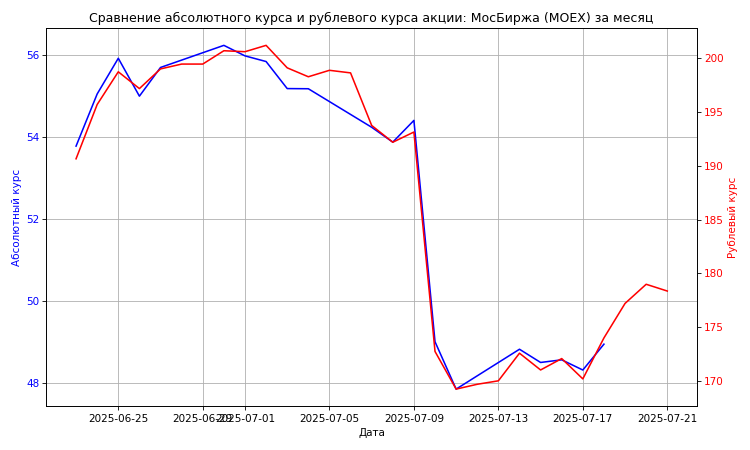 Сравнение абсолютного курса и рублевого курса акции: МосБиржа (MOEX) за месяц
Абсолютный курс
56
54
52
50
48
200
195
190
185
180
175
170
Рублевый курс
2025-06-25 2025-06-29 2025-07-01 2025-07-05 2025-07-09 2025-07-13 2025-07-17 2025-07-21
Дата